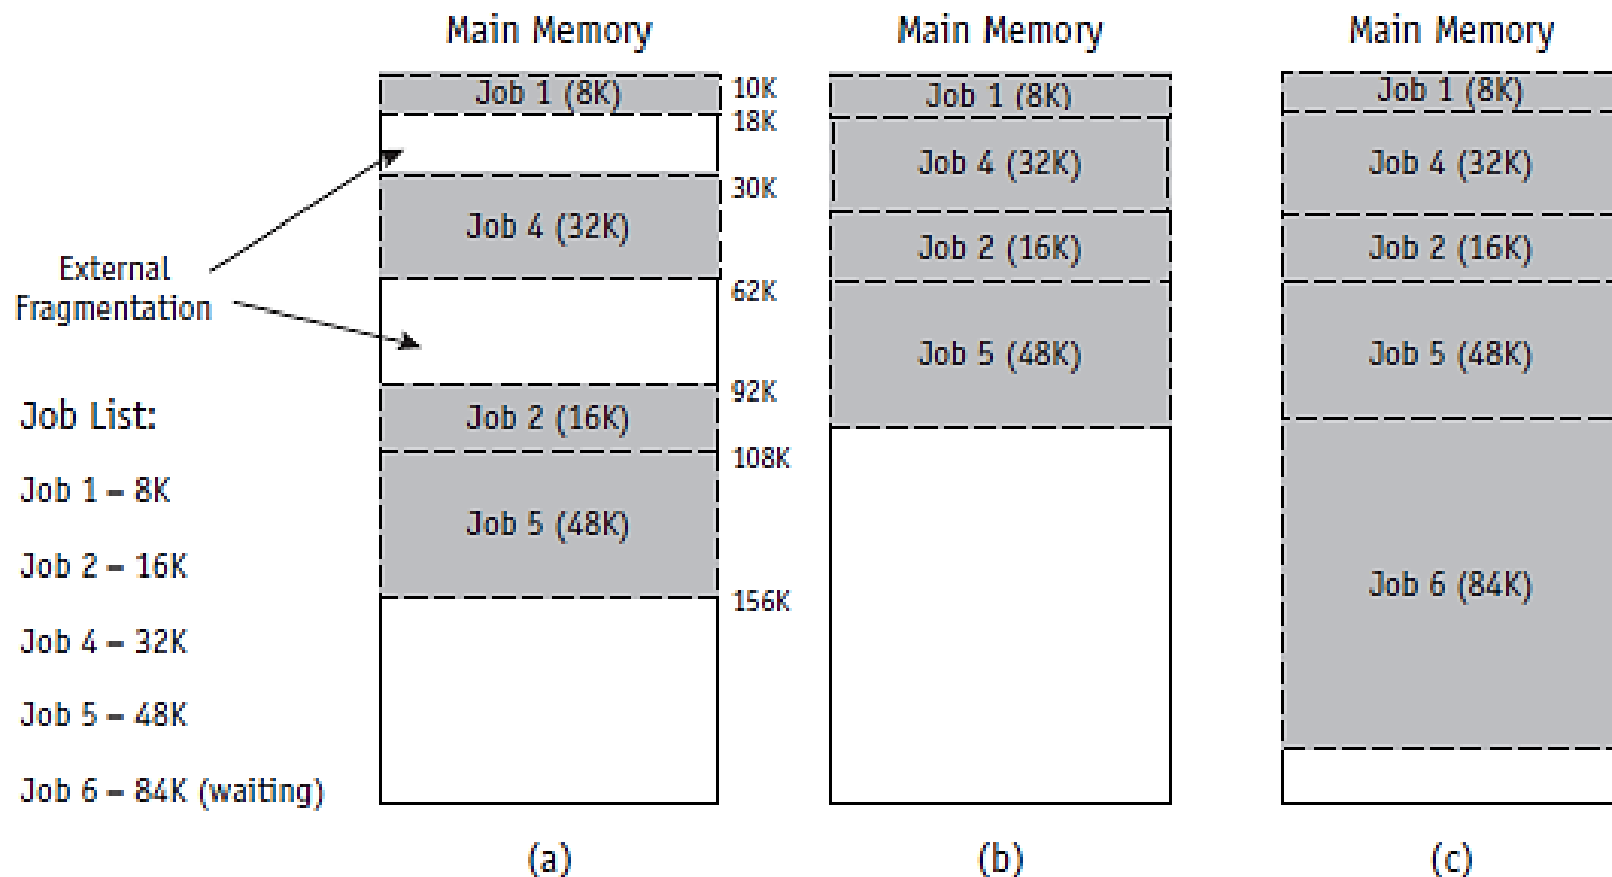 Main Memory
Main Memory
Main Memory
Job 1 (8K)
10K
18K
30K
Job 4 (32K)
62K
92K
Job 2 (16K)
108K
Job 5 (48K)
156K
External
Fragmentation
Job List:
Job 1 – 8K
Job 2 – 16K
Job 4 – 32K
Job 5 – 48K
Job 6 – 84K (waiting)
(a)
Job 1 (8K)
Job 4 (32K)
Job 2 (16K)
Job 5 (48K)
(b)
Job 1 (8K)
Job 4 (32K)
Job 2 (16K)
Job 5 (48K)
Job 6 (84K)
(c)